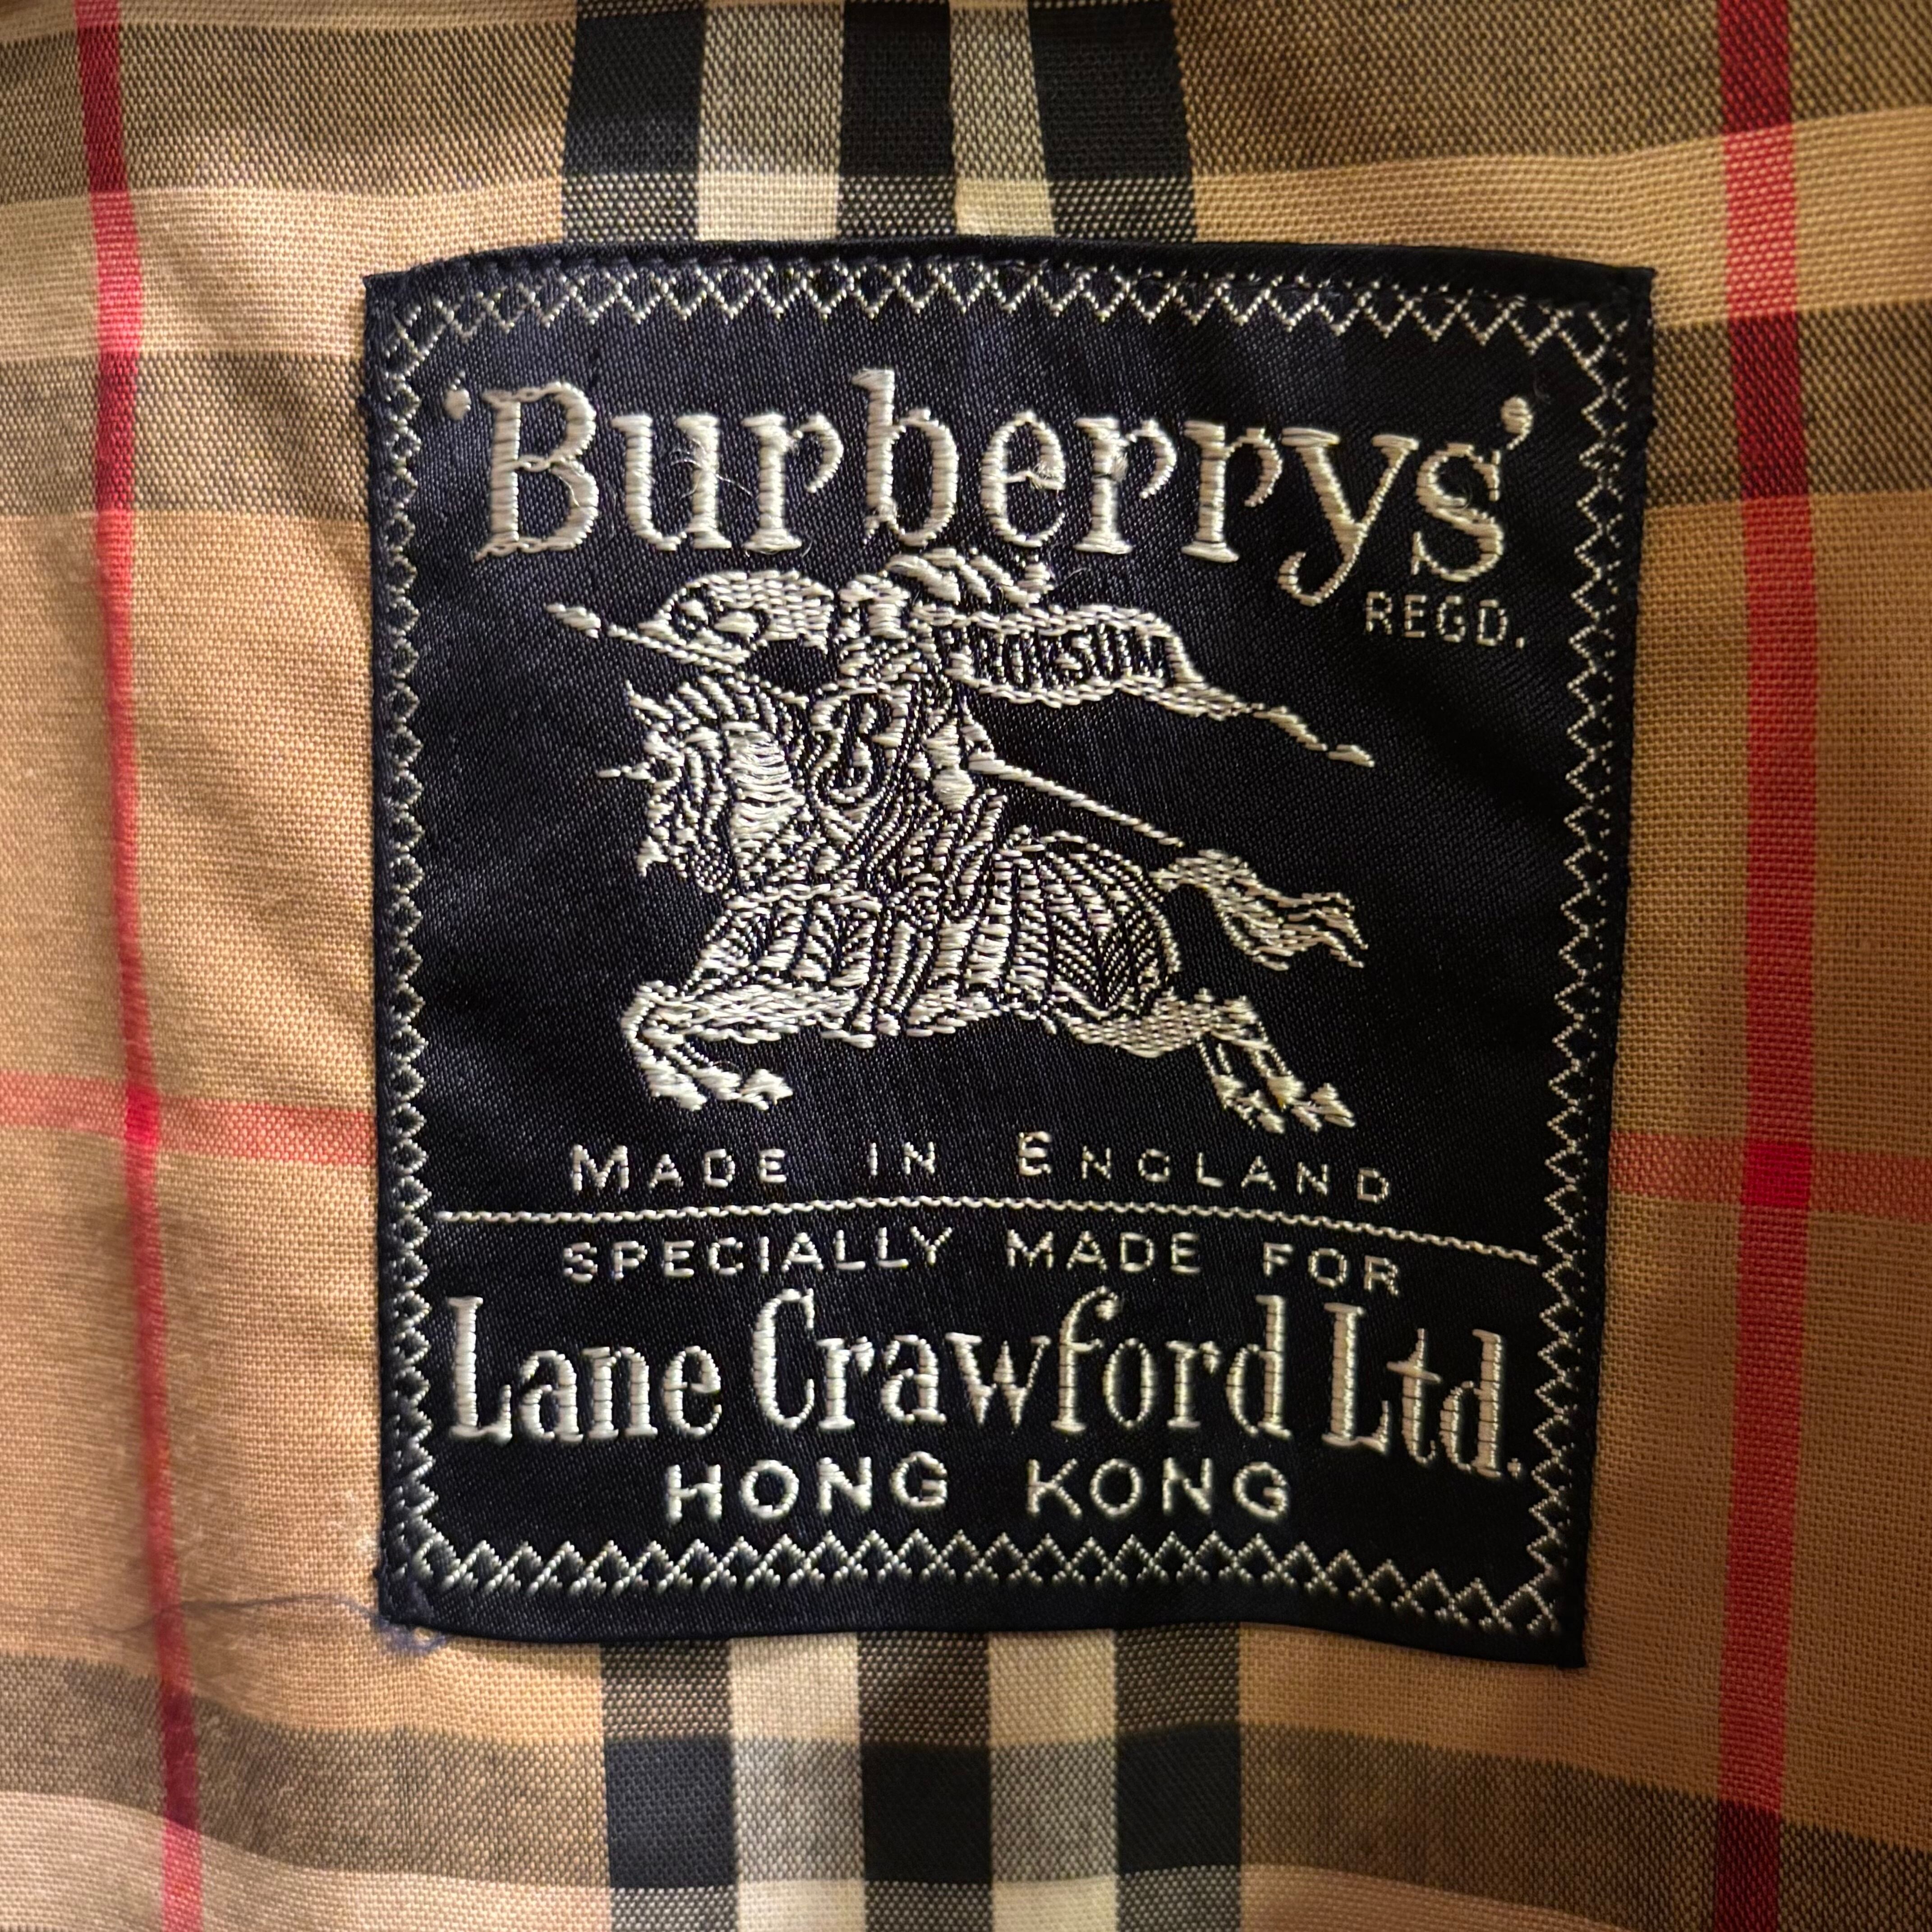 'Burberrys'
REGD.
PRORSUM
B
MADE IN ENGLAND
SPECIALLY MADE FOR
Lane Crawford Ltd.
HONG KONG